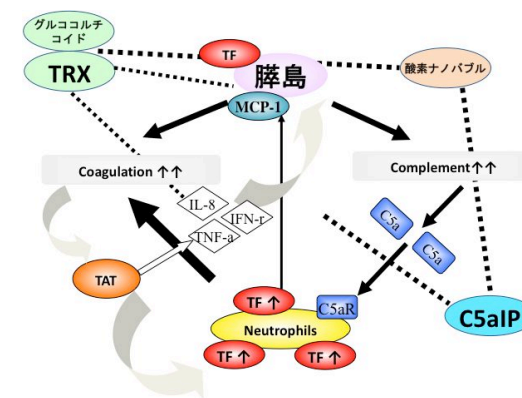 グルココルチ
コイド
TRX
TF
膵島
MCP-1
酸素ナノバブル
Coagulation ↑↑
Complement↑↑
IL-8
IFN-r
TNF-a
TAT
C5a
C5a
C5a
TF ↑
C5aR
Neutrophils
TF ↑
TF ↑
C5aIP